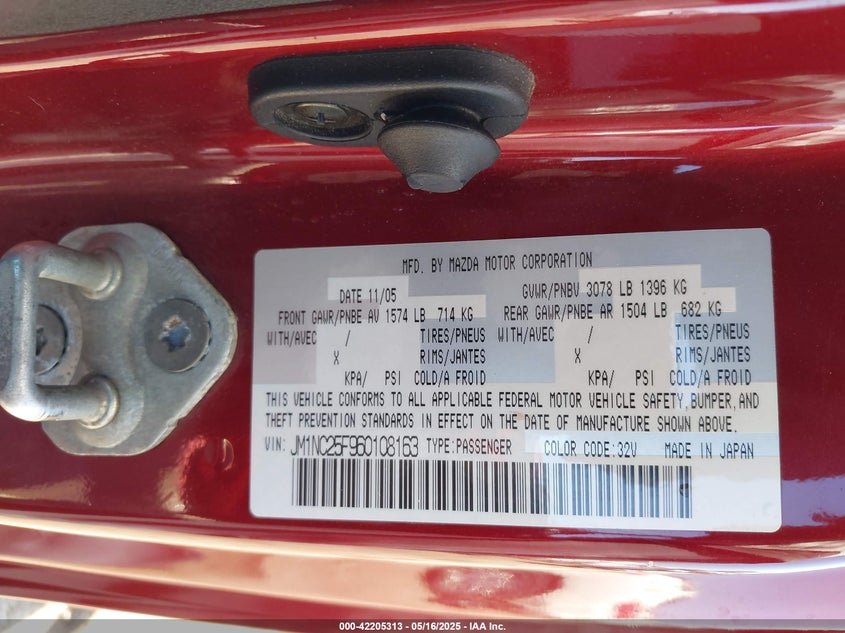 MFD. BY MAZDA MOTOR CORPORATION
DATE 11/05 GVWR/PNBV 3078 LB 1396 KG
FRONT GAWR/PNBE AV 1574 LB 714 KG REAR GAWR/PNBE AR 1504 LB 682 KG
WITH/AVEC / TIRES/PNEUS WITH/AVEC / TIRES/PNEUS
X RIMS/JANTES X RIMS/JANTES
KPA/ PSI COLD/A FROID KPA/ PSI COLD/A FROID
THIS VEHICLE CONFORMS TO ALL APPLICABLE FEDERAL MOTOR VEHICLE SAFETY, BUMPER, AND
THEFT PREVENTION STANDARDS IN EFFECT ON THE DATE OF MANUFACTURE SHOWN ABOVE.
VIN: JM1NC25F960108163 TYPE:PASSENGER COLOR CODE:32V MADE IN JAPAN
000-42205313 - 05/16/2025 - IAA Inc.